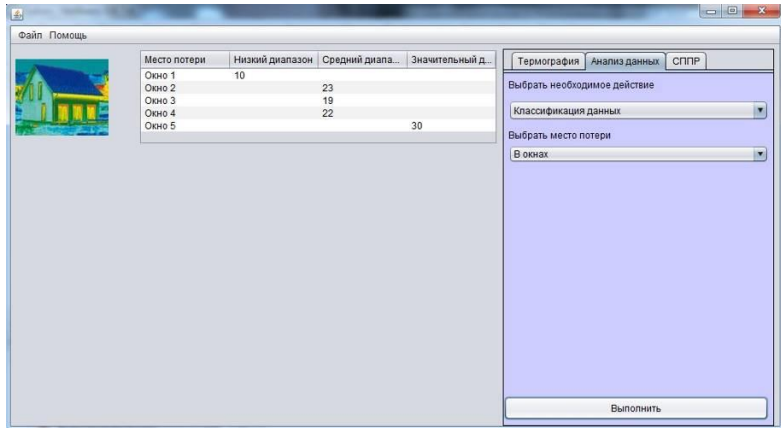 Файл Помощь
Место потери Низкий диапазон Средний диапа... Значительный д...
Окно 1 10
Окно 2 23
Окно 3 19
Окно 4 22
Окно 5 30
Термография Анализ данных СППР
Выбрать необходимое действие
Классификация данных
Выбрать место потери
В окнах
Выполнить